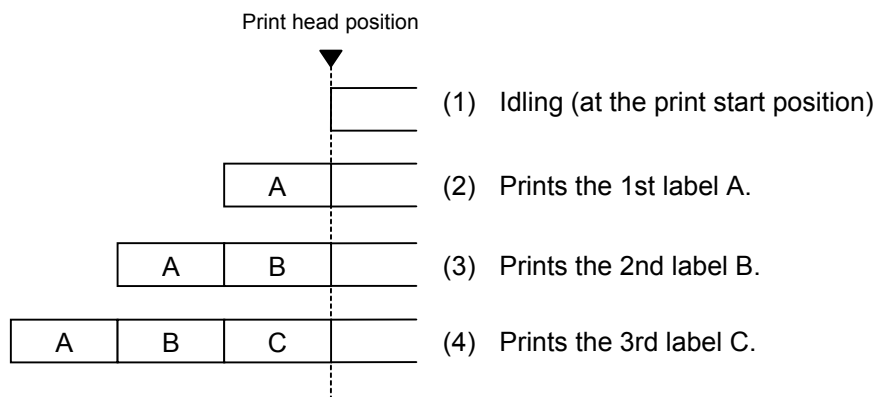 Print head position
(1) Idling (at the print start position)
A (2) Prints the 1st label A.
A B (3) Prints the 2nd label B.
A B C (4) Prints the 3rd label C.